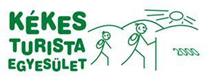 KÉKES
TURISTA
EGYESÜLET
2000